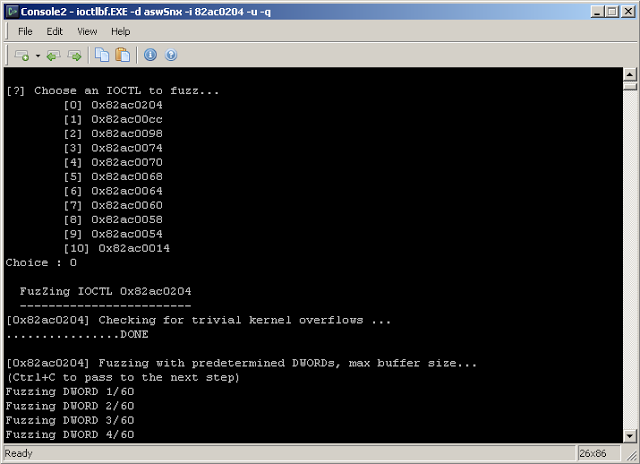 Console2 - ioctlbf.EXE -d aswSnx -i 82ac0204 -u -q
File Edit View Help
[?] Choose an IOCTL to fuzz...
[0] 0x82ac0204
[1] 0x82ac00cc
[2] 0x82ac0098
[3] 0x82ac0074
[4] 0x82ac0070
[5] 0x82ac0068
[6] 0x82ac0064
[7] 0x82ac0060
[8] 0x82ac0058
[9] 0x82ac0054
[10] 0x82ac0014
Choice : 0
FuzZing IOCTL 0x82ac0204
------------------------
[0x82ac0204] Checking for trivial kernel overflows ...
................DONE
[0x82ac0204] Fuzzing with predetermined DWORDs, max buffer size...
(Ctrl+C to pass to the next step)
Fuzzing DWORD 1/60
Fuzzing DWORD 2/60
Fuzzing DWORD 3/60
Fuzzing DWORD 4/60
Ready 26x86